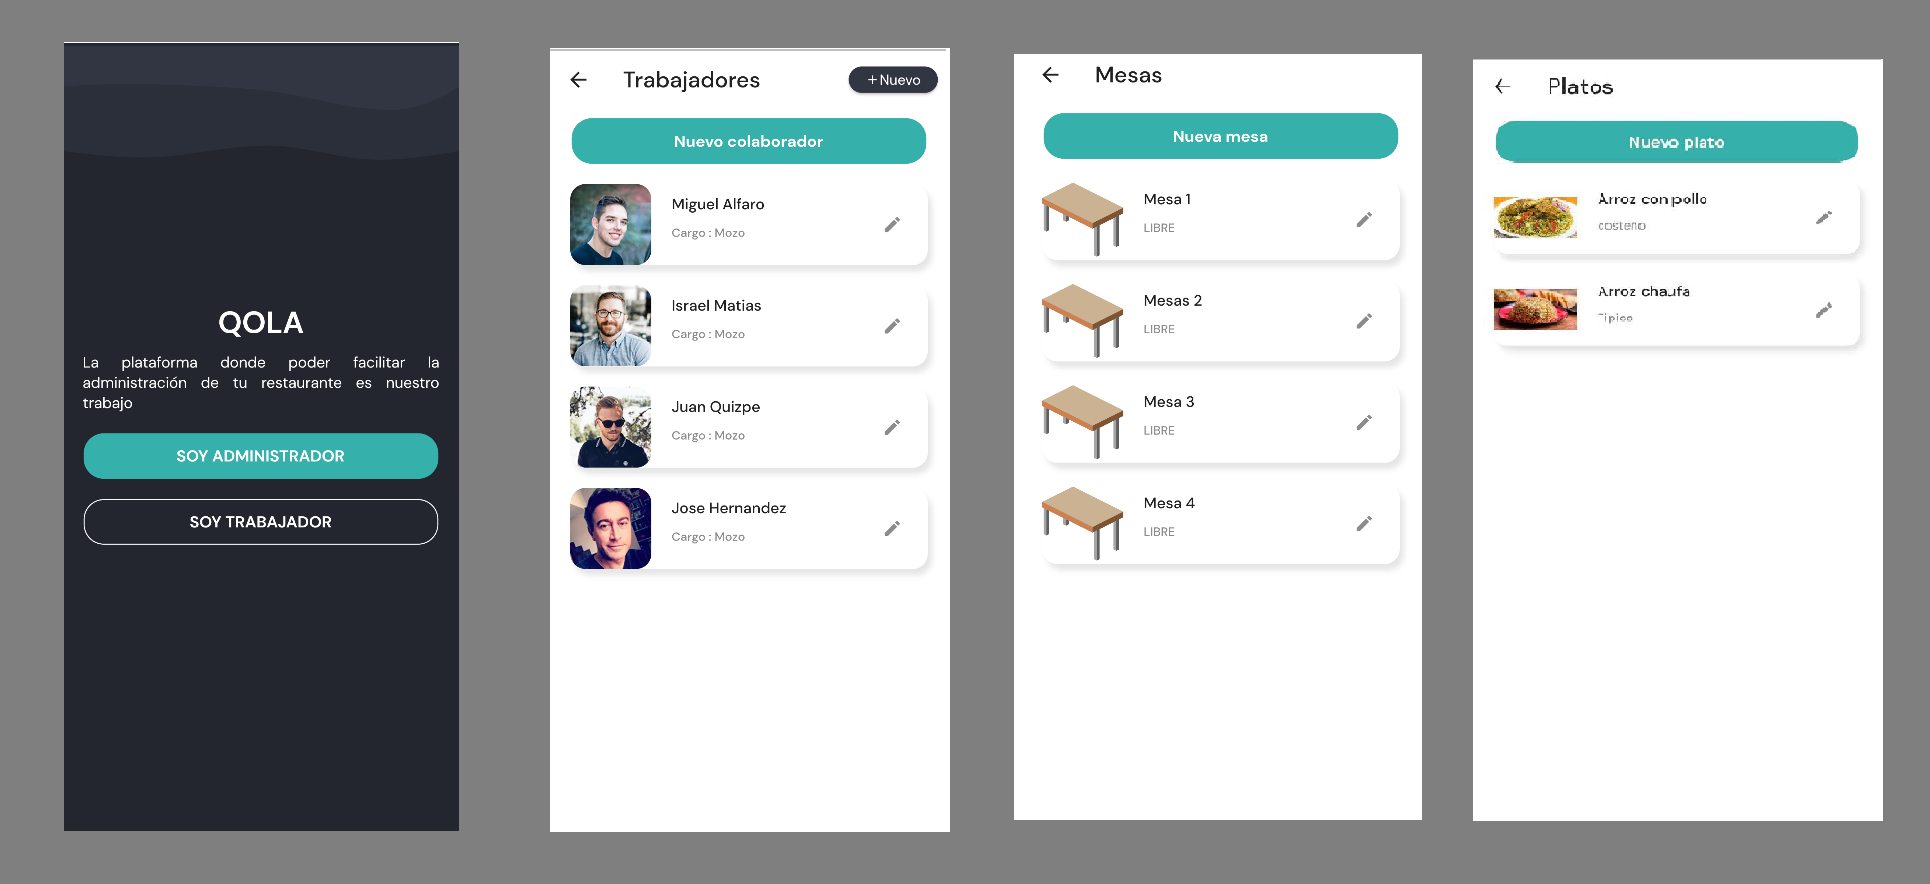 QOLA
La plataforma donde poder facilitar la
administración de tu restaurante es nuestro
trabajo
SOY ADMINISTRADOR
SOY TRABAJADOR
Trabajadores
+ Nuevo
Nuevo colaborador
Miguel Alfaro
Cargo : Mozo
Israel Matias
Cargo : Mozo
Juan Quizpe
Cargo : Mozo
Jose Hernandez
Cargo : Mozo
Mesas
Nueva mesa
Mesa 1
LIBRE
Mesas 2
LIBRE
Mesa 3
LIBRE
Mesa 4
LIBRE
Platos
Nuevo plato
Arroz con pollo
costeño
Arroz chaufa
Tipico